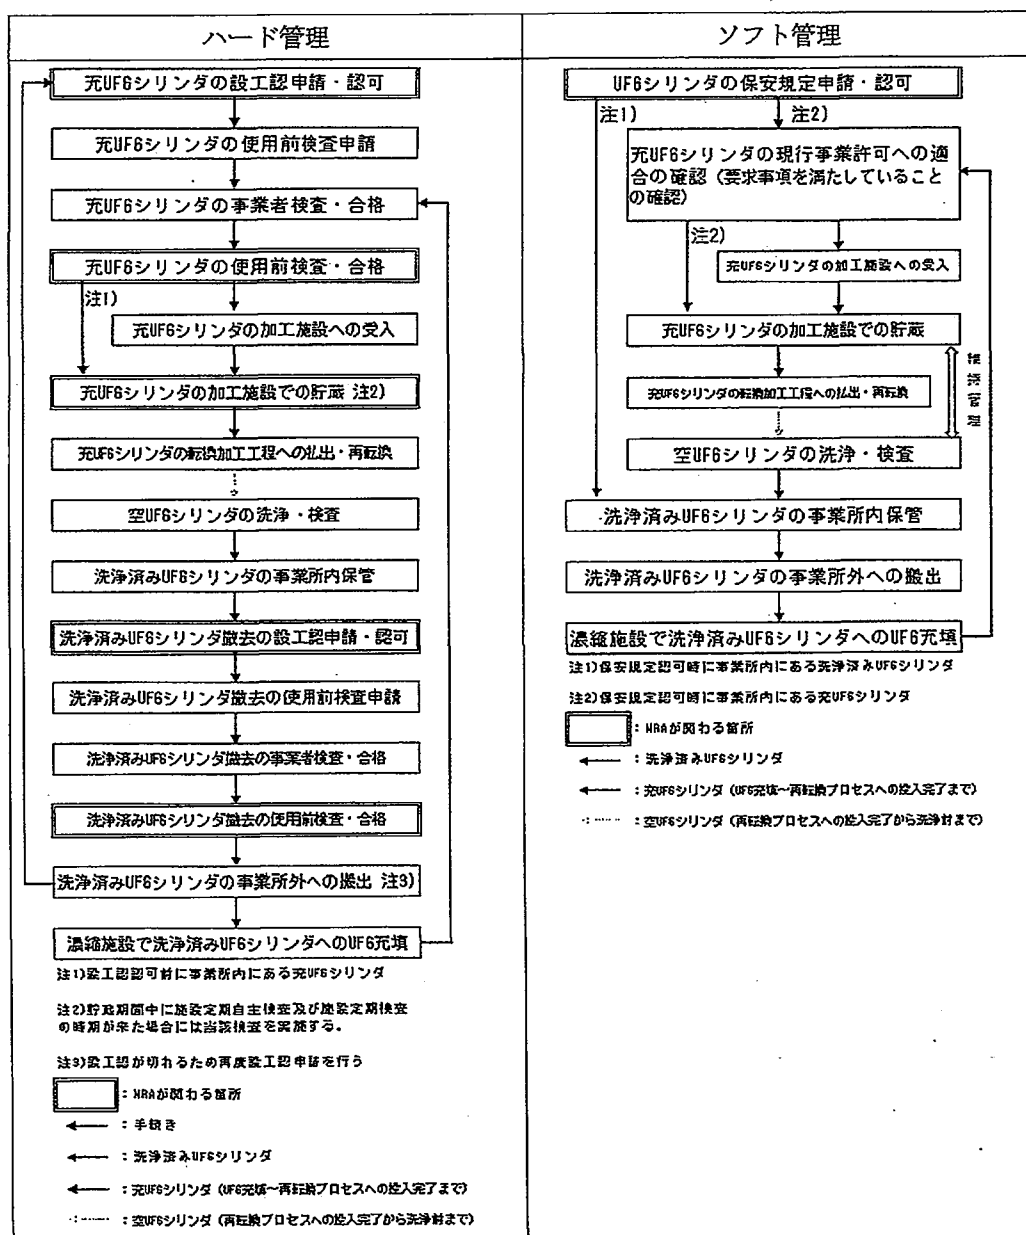 ハード管理
充UF6シリンダの設工認申請・認可
充UF6シリンダの使用前検査申請
充UF6シリンダの事業者検査・合格
充UF6シリンダの使用前検査・合格
注1)
充UF6シリンダの加工施設への受入
充UF6シリンダの加工施設での貯蔵 注2)
充UF6シリンダの転換加工工程への払出・再転換
空UF6シリンダの洗浄・検査
洗浄済みUF6シリンダの事業所内保管
洗浄済みUF6シリンダ撤去の設工認申請・認可
洗浄済みUF6シリンダ撤去の使用前検査申請
洗浄済みUF6シリンダ撤去の事業者検査・合格
洗浄済みUF6シリンダ撤去の使用前検査・合格
洗浄済みUF6シリンダの事業所外への搬出 注3)
濃縮施設で洗浄済みUF6シリンダへのUF6充填
注1)設工認認可前に事業所内にある充UF6シリンダ
注2)貯蔵期間中に施設定期自主検査及び施設定期検査
の時期が来た場合には当該検査を実施する。
注3)設工認が切れるため再度設工認申請を行う
：NRAが関わる箇所
：手続き
：洗浄済みUF6シリンダ
：充UF6シリンダ (UF6充填～再転換プロセスへの投入完了まで)
：空UF6シリンダ (再転換プロセスへの投入完了から洗浄前まで)
ソフト管理
UF6シリンダの保安規定申請・認可
注1)
注2)
充UF6シリンダの現行事業許可への適
合の確認 (要求事項を満たしていること
の確認)
注2)
充UF6シリンダの加工施設への受入
充UF6シリンダの加工施設での貯蔵
充UF6シリンダの転換加工工程への払出・再転換
空UF6シリンダの洗浄・検査
管理
洗浄済みUF6シリンダの事業所内保管
洗浄済みUF6シリンダの事業所外への搬出
濃縮施設で洗浄済みUF6シリンダへのUF6充填
注1)保安規定認可時に事業所内にある洗浄済みUF6シリンダ
注2)保安規定認可時に事業所内にある充UF6シリンダ
：NRAが関わる箇所
：洗浄済みUF6シリンダ
：充UF6シリンダ (UF6充填～再転換プロセスへの投入完了まで)
：空UF6シリンダ (再転換プロセスへの投入完了から洗浄前まで)